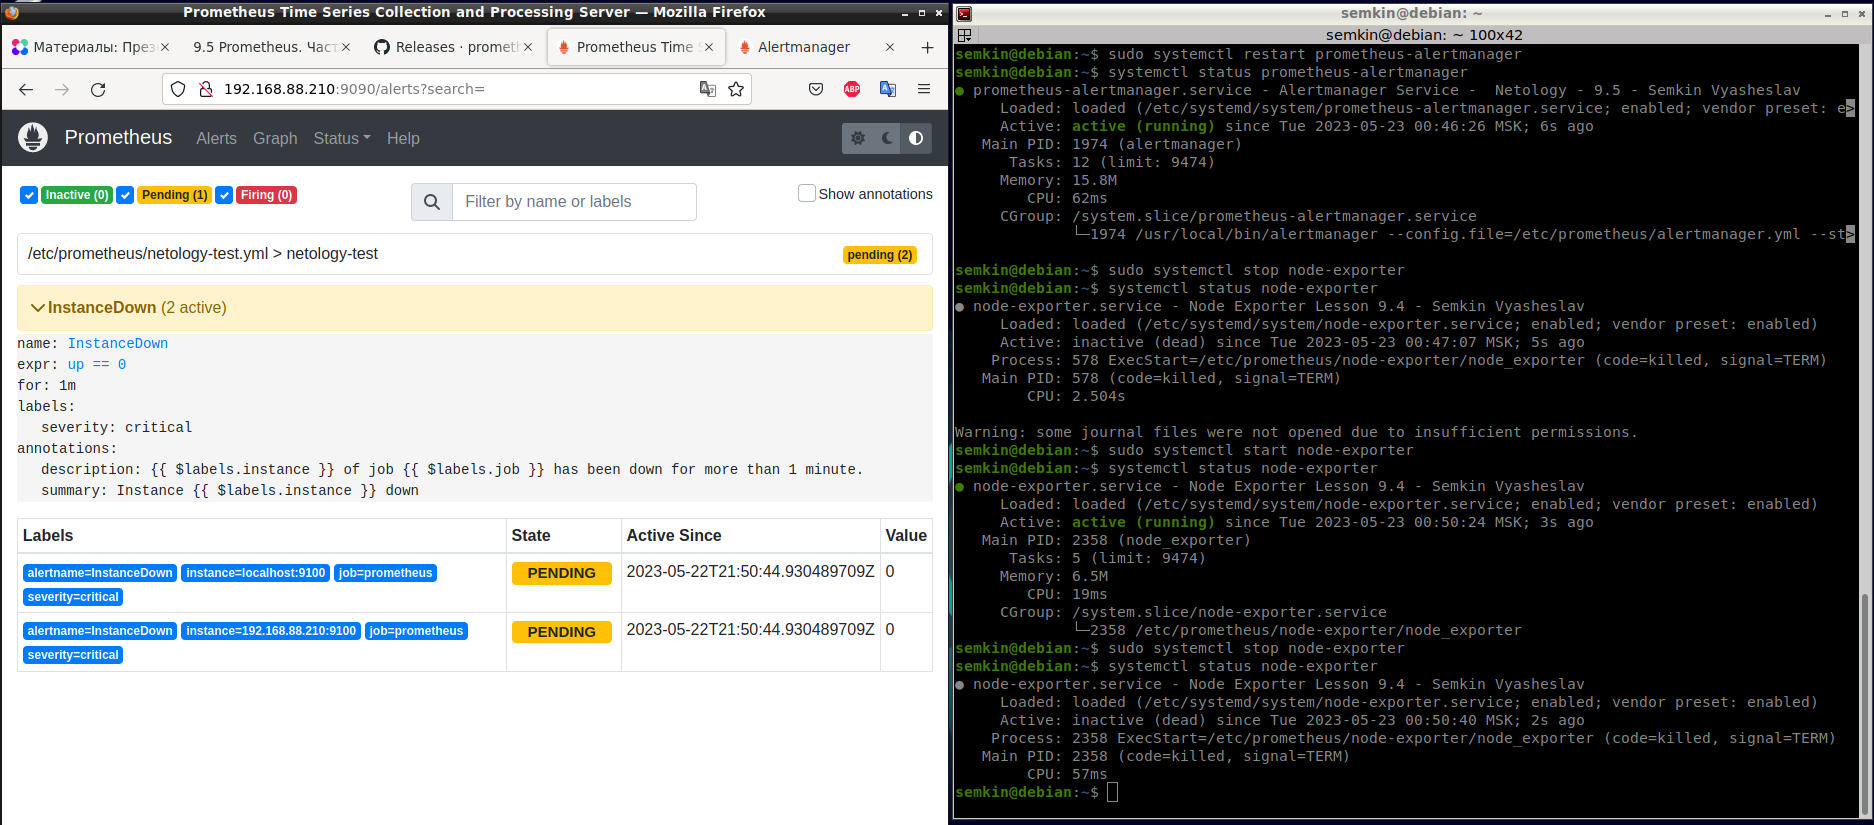 Prometheus Time Series Collection and Processing Server — Mozilla Firefox
Материалы: През
9.5 Prometheus. Част
Releases · prometh
Prometheus Time S
Alertmanager
192.168.88.210:9090/alerts?search=
ABP
Prometheus
Alerts
Graph
Status
Help
Inactive (0)
Pending (1)
Firing (0)
Filter by name or labels
Show annotations
/etc/prometheus/netology-test.yml > netology-test
pending (2)
InstanceDown (2 active)
name: InstanceDown
expr: up == 0
for: 1m
labels:
severity: critical
annotations:
description: {{ $labels.instance }} of job {{ $labels.job }} has been down for more than 1 minute.
summary: Instance {{ $labels.instance }} down
Labels State Active Since Value
alertname=InstanceDown instance=localhost:9100 job=prometheus PENDING 2023-05-22T21:50:44.930489709Z 0
severity=critical
alertname=InstanceDown instance=192.168.88.210:9100 job=prometheus PENDING 2023-05-22T21:50:44.930489709Z 0
severity=critical
semkin@debian: ~
semkin@debian: ~ 100x42
semkin@debian:~$ sudo systemctl restart prometheus-alertmanager
semkin@debian:~$ systemctl status prometheus-alertmanager
● prometheus-alertmanager.service - Alertmanager Service -  Netology - 9.5 - Semkin Vyasheslav
Loaded: loaded (/etc/systemd/system/prometheus-alertmanager.service; enabled; vendor preset: e>
Active: active (running) since Tue 2023-05-23 00:46:26 MSK; 6s ago
Main PID: 1974 (alertmanager)
Tasks: 12 (limit: 9474)
Memory: 15.8M
CPU: 62ms
CGroup: /system.slice/prometheus-alertmanager.service
└─1974 /usr/local/bin/alertmanager --config.file=/etc/prometheus/alertmanager.yml --st>
semkin@debian:~$ sudo systemctl stop node-exporter
semkin@debian:~$ systemctl status node-exporter
● node-exporter.service - Node Exporter Lesson 9.4 - Semkin Vyasheslav
Loaded: loaded (/etc/systemd/system/node-exporter.service; enabled; vendor preset: enabled)
Active: inactive (dead) since Tue 2023-05-23 00:47:07 MSK; 5s ago
Process: 578 ExecStart=/etc/prometheus/node-exporter/node_exporter (code=killed, signal=TERM)
Main PID: 578 (code=killed, signal=TERM)
CPU: 2.504s
Warning: some journal files were not opened due to insufficient permissions.
semkin@debian:~$ sudo systemctl start node-exporter
semkin@debian:~$ systemctl status node-exporter
● node-exporter.service - Node Exporter Lesson 9.4 - Semkin Vyasheslav
Loaded: loaded (/etc/systemd/system/node-exporter.service; enabled; vendor preset: enabled)
Active: active (running) since Tue 2023-05-23 00:50:24 MSK; 3s ago
Main PID: 2358 (node_exporter)
Tasks: 5 (limit: 9474)
Memory: 6.5M
CPU: 19ms
CGroup: /system.slice/node-exporter.service
└─2358 /etc/prometheus/node-exporter/node_exporter
semkin@debian:~$ sudo systemctl stop node-exporter
semkin@debian:~$ systemctl status node-exporter
● node-exporter.service - Node Exporter Lesson 9.4 - Semkin Vyasheslav
Loaded: loaded (/etc/systemd/system/node-exporter.service; enabled; vendor preset: enabled)
Active: inactive (dead) since Tue 2023-05-23 00:50:40 MSK; 2s ago
Process: 2358 ExecStart=/etc/prometheus/node-exporter/node_exporter (code=killed, signal=TERM)
Main PID: 2358 (code=killed, signal=TERM)
CPU: 57ms
semkin@debian:~$